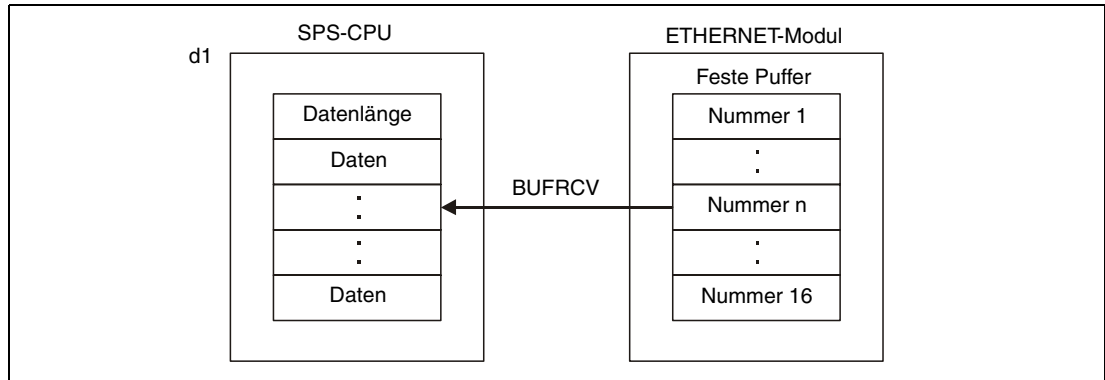 SPS-CPU
d1
Datenlänge
Daten
:
:
Daten
BUFRCV
ETHERNET-Modul
Feste Puffer
Nummer 1
:
Nummer n
:
Nummer 16